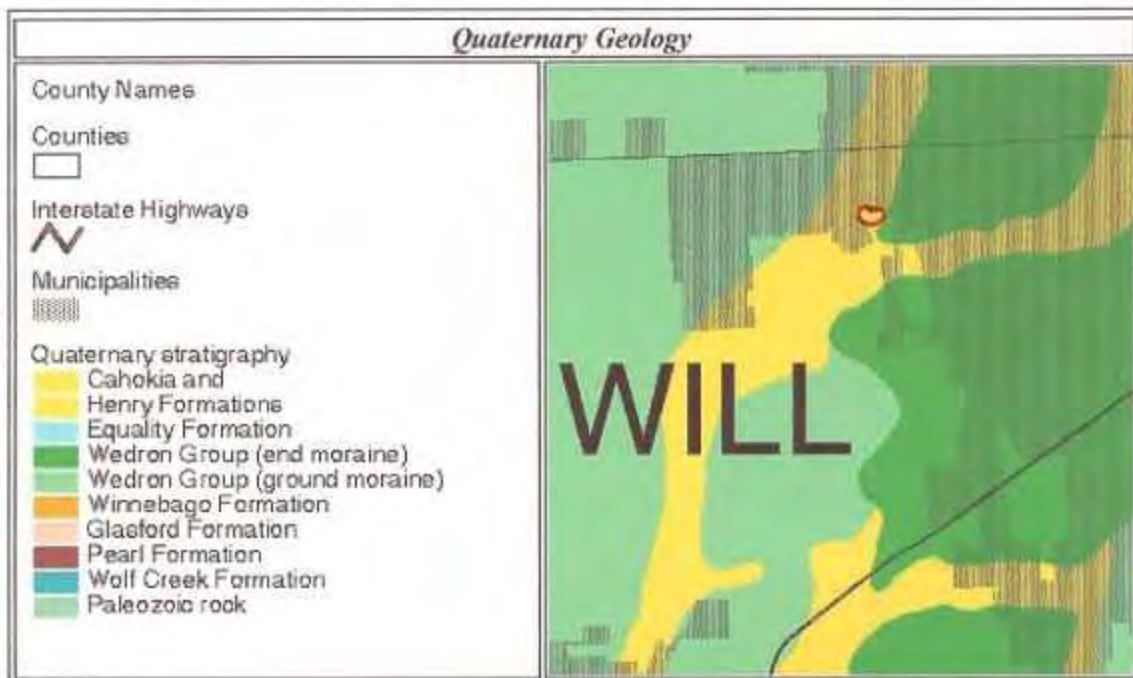 Quaternary Geology
County Names
Counties
Interstate Highways
Municipalities
Quaternary stratigraphy
Cahokia and
Henry Formations
Equality Formation
Wedron Group (end moraine)
Wedron Group (ground moraine)
Winnebago Formation
Glasford Formation
Pearl Formation
Wolf Creek Formation
Paleozoic rock
WILL